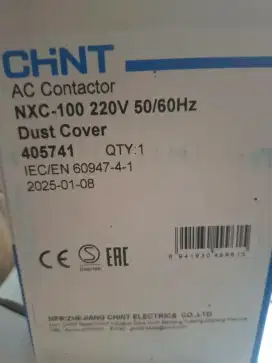 CHNT
AC Contactor
NXC-100 220V 50/60Hz
Dust Cover
405741 QTY:1
IEC/EN 60947-4-1
2025-01-08
CE S EAC
ZHEJIANG CHINT ELECTRICS CO.,LTD